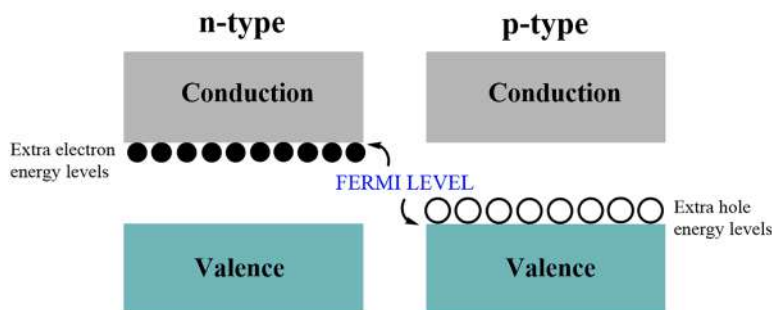 n-type
p-type
Conduction
Conduction
Extra electron
energy levels
FERMI LEVEL
Extra hole
energy levels
Valence
Valence